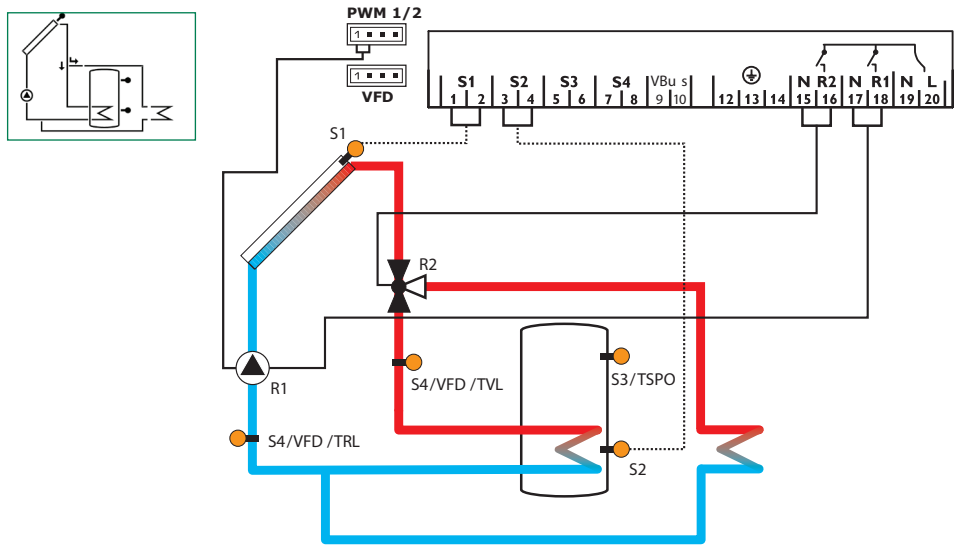 PWM 1/2
1
1
VFD
S1 S2 S3 S4 VBu s N R2 N R1 N L
1 2 3 4 5 6 7 8 9 10 12 13 14 15 16 17 18 19 20
S1
R2
S4/VFD /TVL
S3/TSPO
R1
S4/VFD /TRL
S2